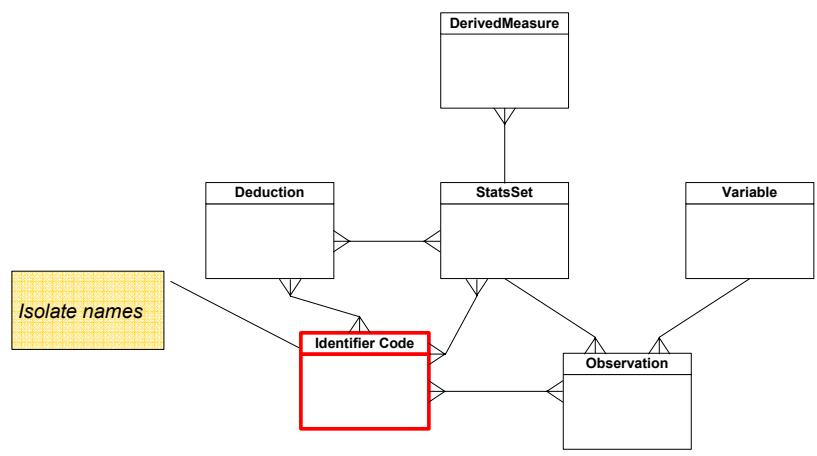 DerivedMeasure
Deduction
StatsSet
Variable
Isolate names
Identifier Code
Observation